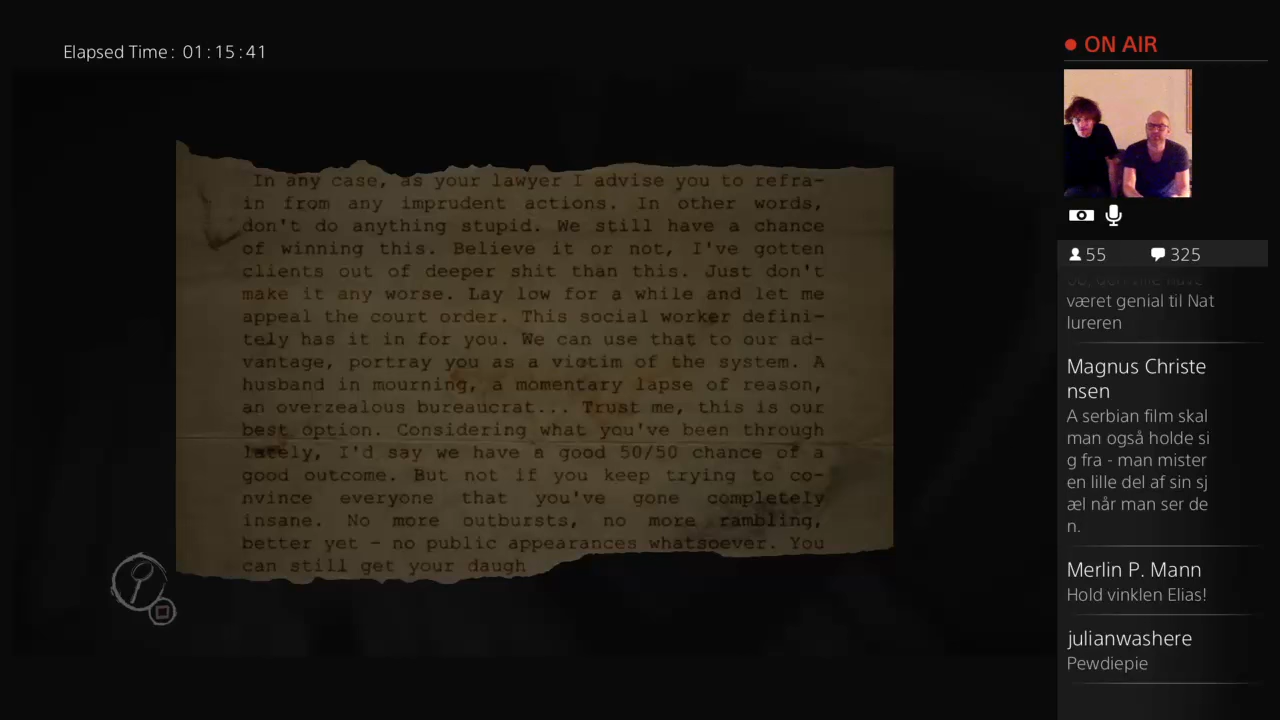 Elapsed Time: 01:15:41
ON AIR
55 325
In any case, as your lawyer I advise you to refra-
in from any imprudent actions. In other words,
don't do anything stupid. We still have a chance
of winning this. Believe it or not, I've gotten
clients out of deeper shit than this. Just don't
make it any worse. Lay low for a while and let me
appeal the court order. This social worker defini-
tely has it in for you. We can use that to our ad-
vantage, portray you as a victim of the system. A
husband in mourning, a momentary lapse of reason,
an overzealous bureaucrat... Trust me, this is our
best option. Considering what you've been through
lately, I'd say we have a good 50/50 chance of a
good outcome. But not if you keep trying to co-
nvince everyone that you've gone completely
insane. No more outbursts, no more rambling,
better yet - no public appearances whatsoever. You
can still get your daugh
været genial til Nat
lureren
Magnus Christe
nsen
A serbian film skal
man også holde si
g fra - man mister
en lille del af sin sj
æl når man ser de
n.
Merlin P. Mann
Hold vinklen Elias!
julianwashere
Pewdiepie